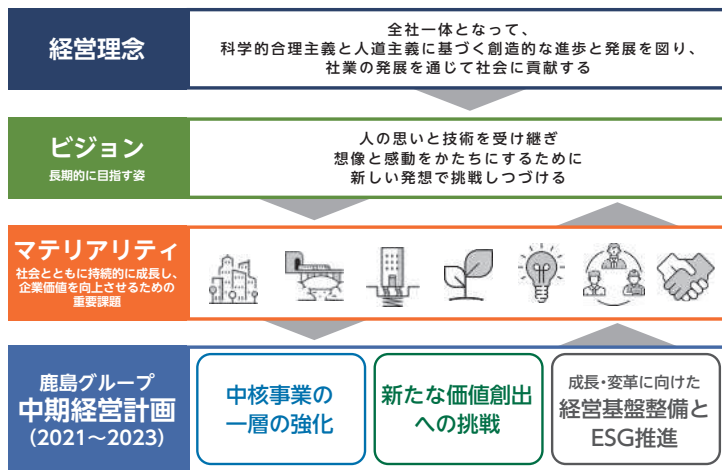 経営理念
全社一体となって、
科学的合理主義と人道主義に基づく創造的な進歩と発展を図り、
社業の発展を通じて社会に貢献する
ビジョン
長期的に目指す姿
人の思いと技術を受け継ぎ
想像と感動をかたちにするために
新しい発想で挑戦しつづける
マテリアリティ
社会とともに持続的に成長し、
企業価値を向上させるための
重要課題
鹿島グループ
中期経営計画
(2021～2023)
中核事業の
一層の強化
新たな価値創出
への挑戦
成長・変革に向けた
経営基盤整備と
ESG推進